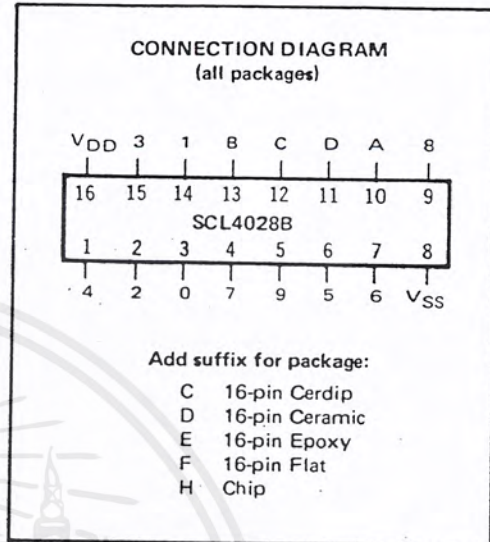 CONNECTION DIAGRAM
(all packages)
VDD 3 1 B C D A 8
16 15 14 13 12 11 10 9
SCL4028B
1 2 3 4 5 6 7 8
4 2 0 7 9 5 6 VSS
Add suffix for package:
C 16-pin Cerdip
D 16-pin Ceramic
E 16-pin Epoxy
F 16-pin Flat
H Chip